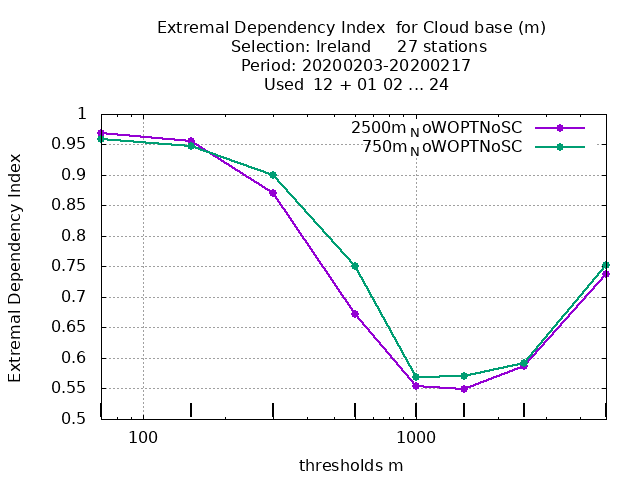 Extremal Dependency Index for Cloud base (m)
Selection: Ireland 27 stations
Period: 20200203-20200217
Used 12 + 01 02 ... 24
2500m_NoWOPTNoSC
750m_NoWOPTNoSC
Extremal Dependency Index
1
0.95
0.9
0.85
0.8
0.75
0.7
0.65
0.6
0.55
0.5
100
1000
thresholds m